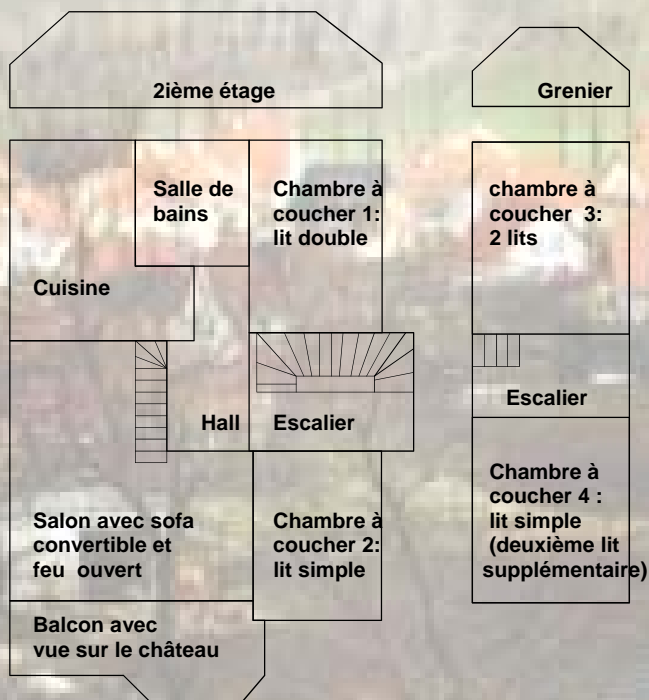 2ième étage
Grenier
Salle de
bains
Chambre à
coucher 1:
lit double
chambre à
coucher 3:
2 lits
Cuisine
Hall
Escalier
Escalier
Salon avec sofa
convertible et
feu ouvert
Chambre à
coucher 2:
lit simple
Chambre à
coucher 4 :
lit simple
(deuxième lit
supplémentaire)
Balcon avec
vue sur le château